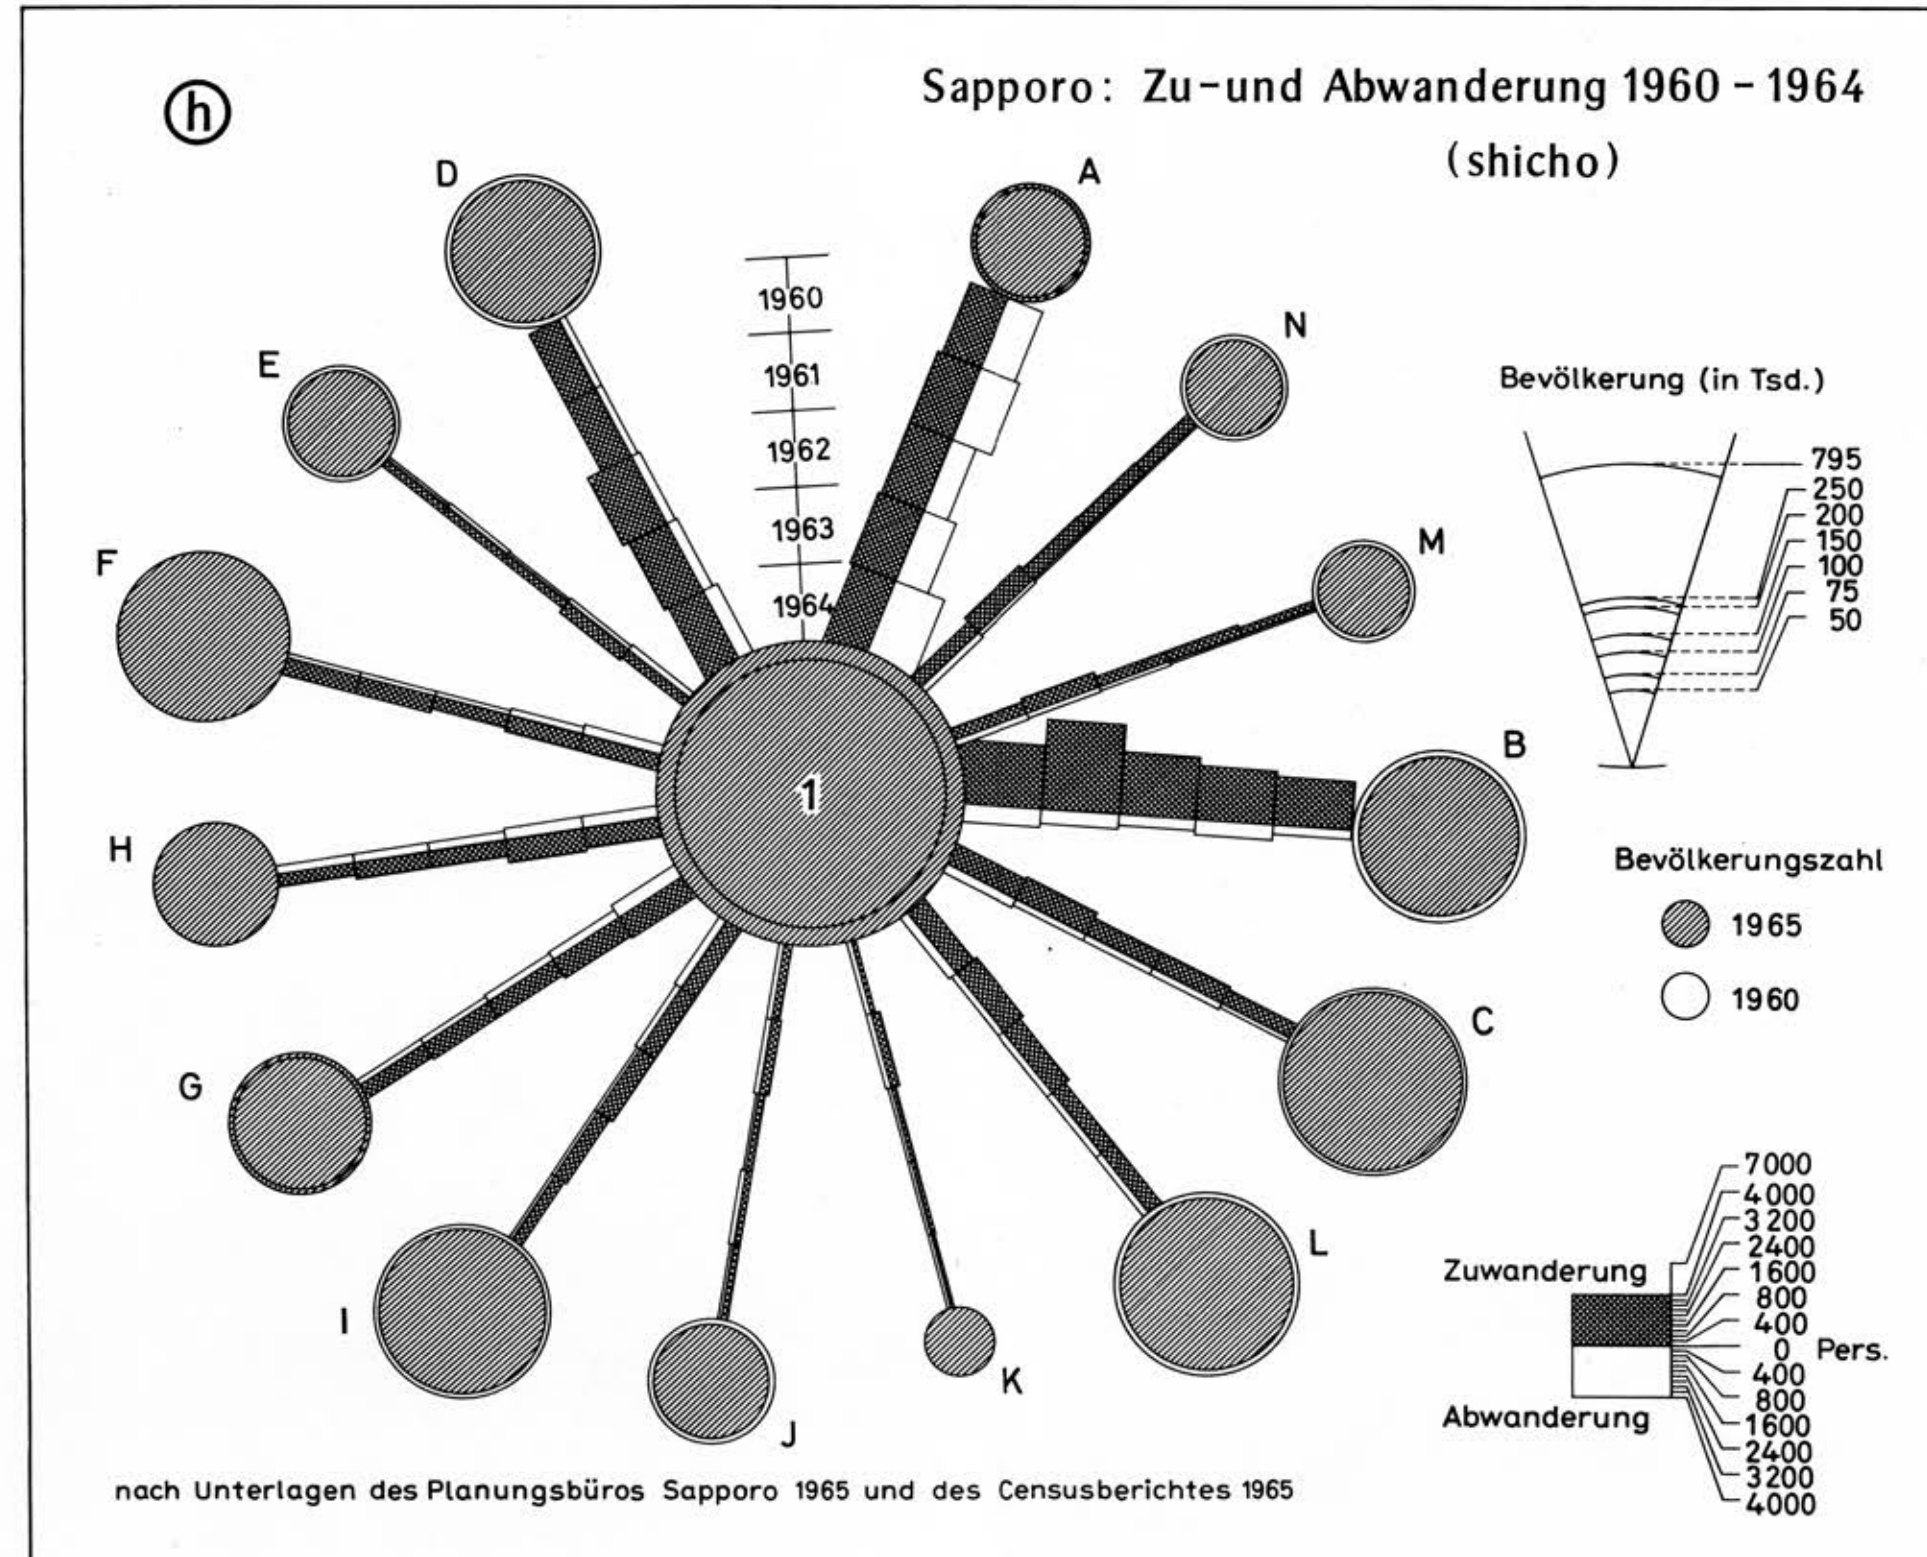 h
Sapporo: Zu-und Abwanderung 1960 - 1964
(shicho)
D
A
1960
N
E
1961
Bevölkerung (in Tsd.)
1962
795
250
200
1963
150
F
M
100
75
1964
50
B
1
H
Bevölkerungszahl
1965
1960
C
G
7000
4000
3200
2400
L
Zuwanderung
1600
800
I
400
0 Pers.
K
400
800
Abwanderung
1600
J
2400
3200
4000
nach Unterlagen des Planungsbüros Sapporo 1965 und des Censusberichtes 1965